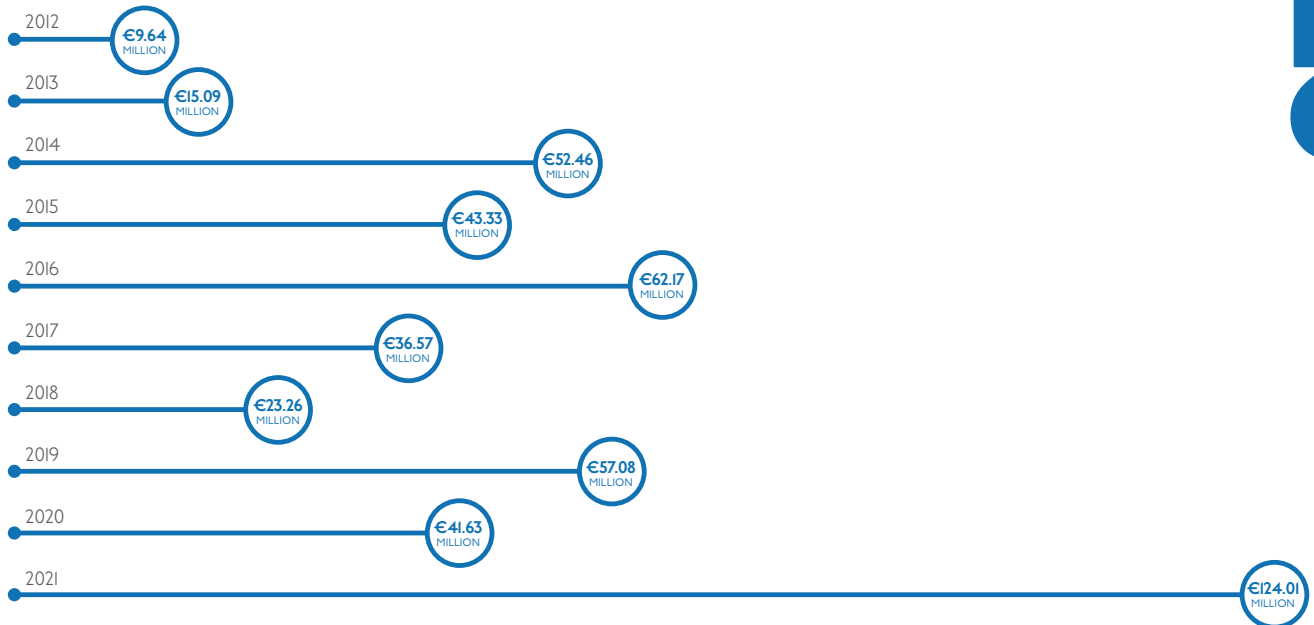 2012
€9.64
MILLION
2013
€15.09
MILLION
2014
€52.46
MILLION
2015
€43.33
MILLION
2016
€62.17
MILLION
2017
€36.57
MILLION
2018
€23.26
MILLION
2019
€57.08
MILLION
2020
€41.63
MILLION
2021
€124.01
MILLION